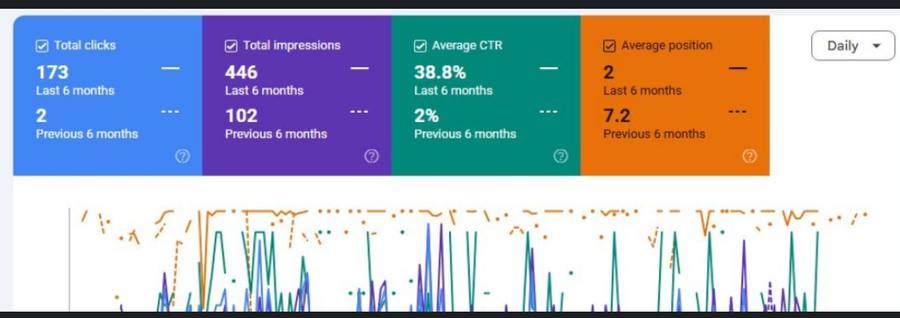 Total clicks
173
Last 6 months
2
Previous 6 months
Total impressions
446
Last 6 months
102
Previous 6 months
Average CTR
38.8%
Last 6 months
2%
Previous 6 months
Average position
2
Last 6 months
7.2
Previous 6 months
Daily